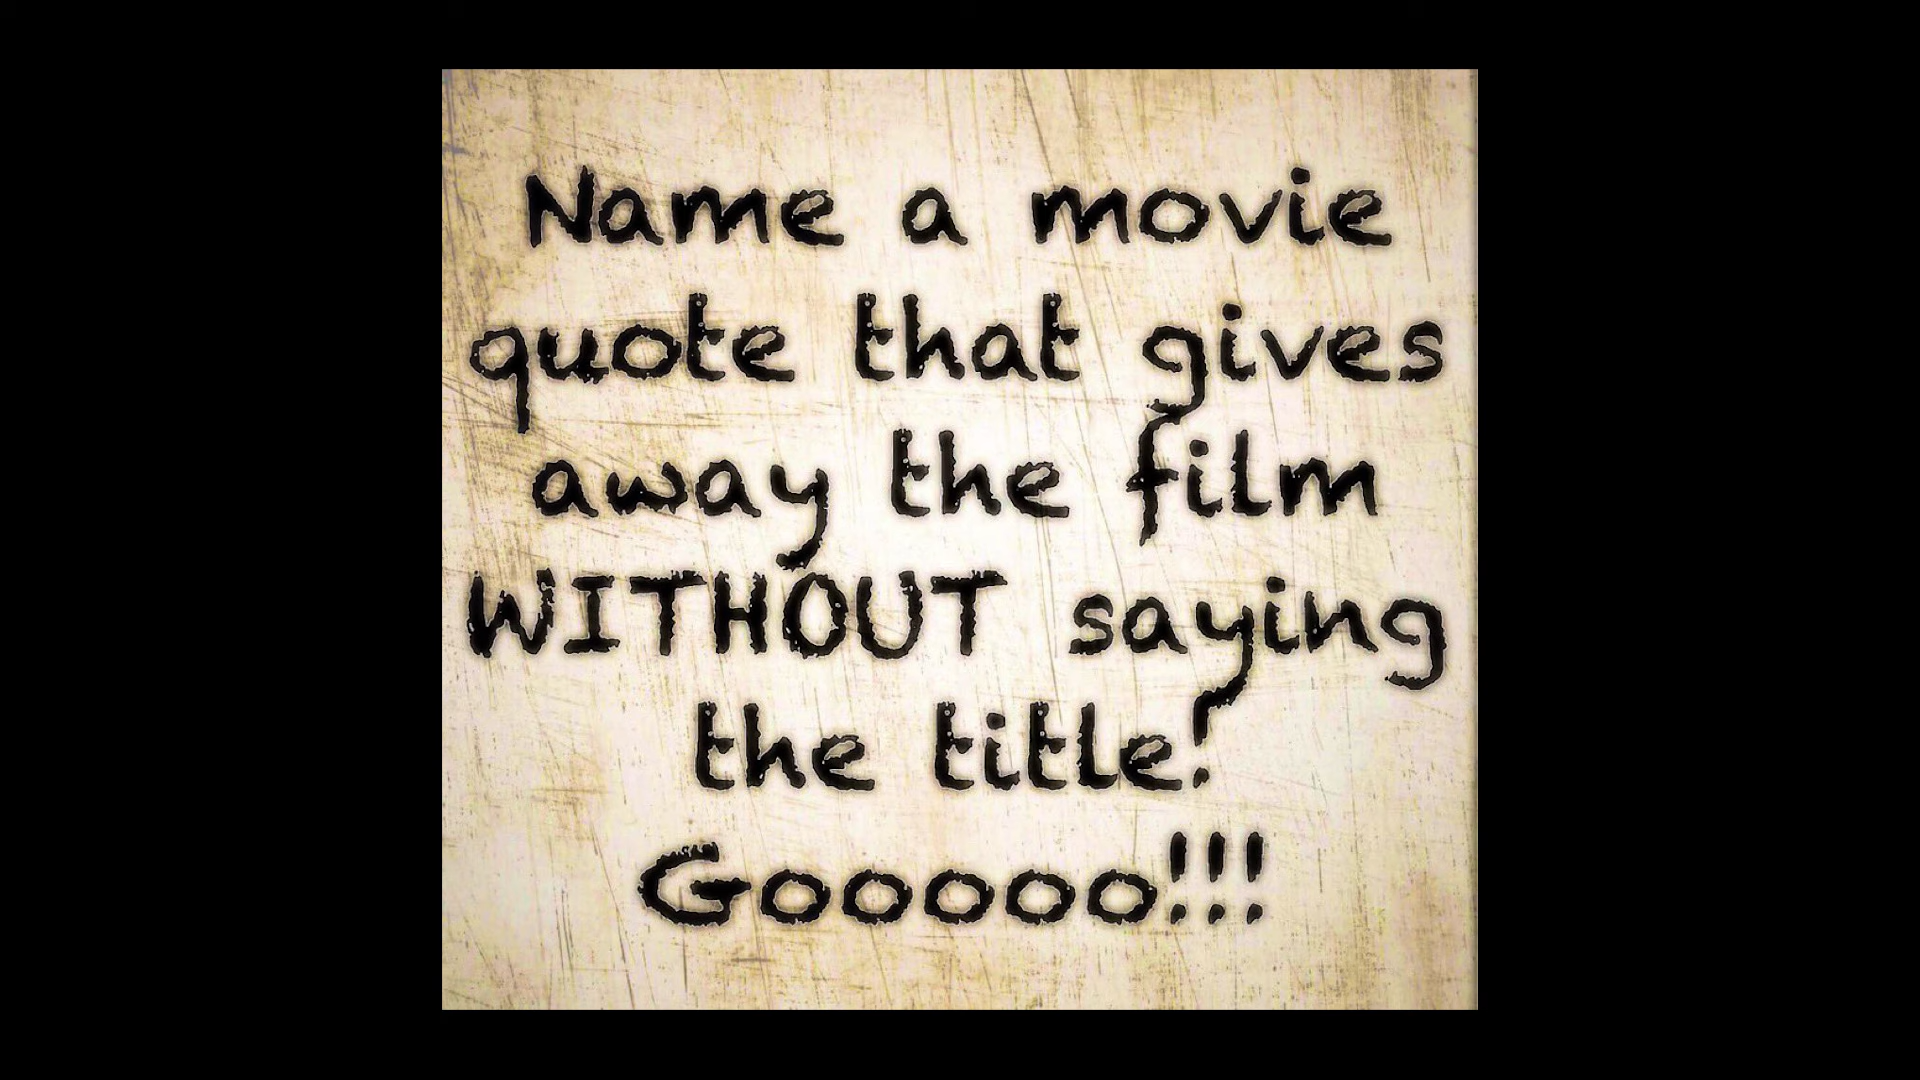 Name a movie
quote that gives
away the film
WITHOUT saying
the title!
Gooooo!!!